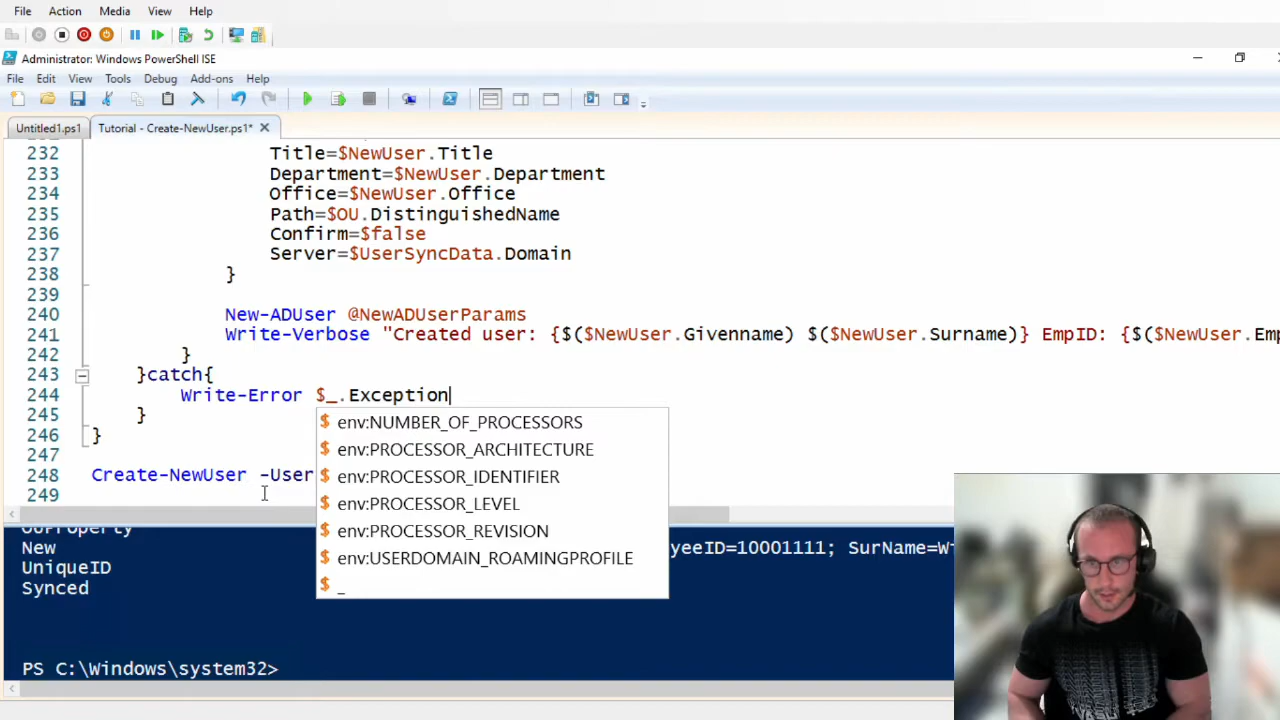 File Action Media View Help
Administrator: Windows PowerShell ISE
File Edit View Tools Debug Add-ons Help
Untitled1.ps1 Tutorial - Create-NewUser.ps1*
232 Title=$NewUser.Title
233 Department=$NewUser.Department
234 Office=$NewUser.Office
235 Path=$OU.DistinguishedName
236 Confirm=$false
237 Server=$UserSyncData.Domain
238 }
239
240 New-ADUser @NewADUserParams
241 Write-Verbose "Created user: {$($NewUser.Givenname) $($NewUser.Surname)} EmpID: {$($NewUser.Emp
242 }
243 }catch{
244 Write-Error $_.Exception
245 }
246 }
247
248 Create-NewUser -User
249
env:NUMBER_OF_PROCESSORS
env:PROCESSOR_ARCHITECTURE
env:PROCESSOR_IDENTIFIER
env:PROCESSOR_LEVEL
env:PROCESSOR_REVISION
env:USERDOMAIN_ROAMINGPROFILE
_
OUProperty
New yeeID=10001111; SurName=W
UniqueID
Synced
PS C:\Windows\system32>